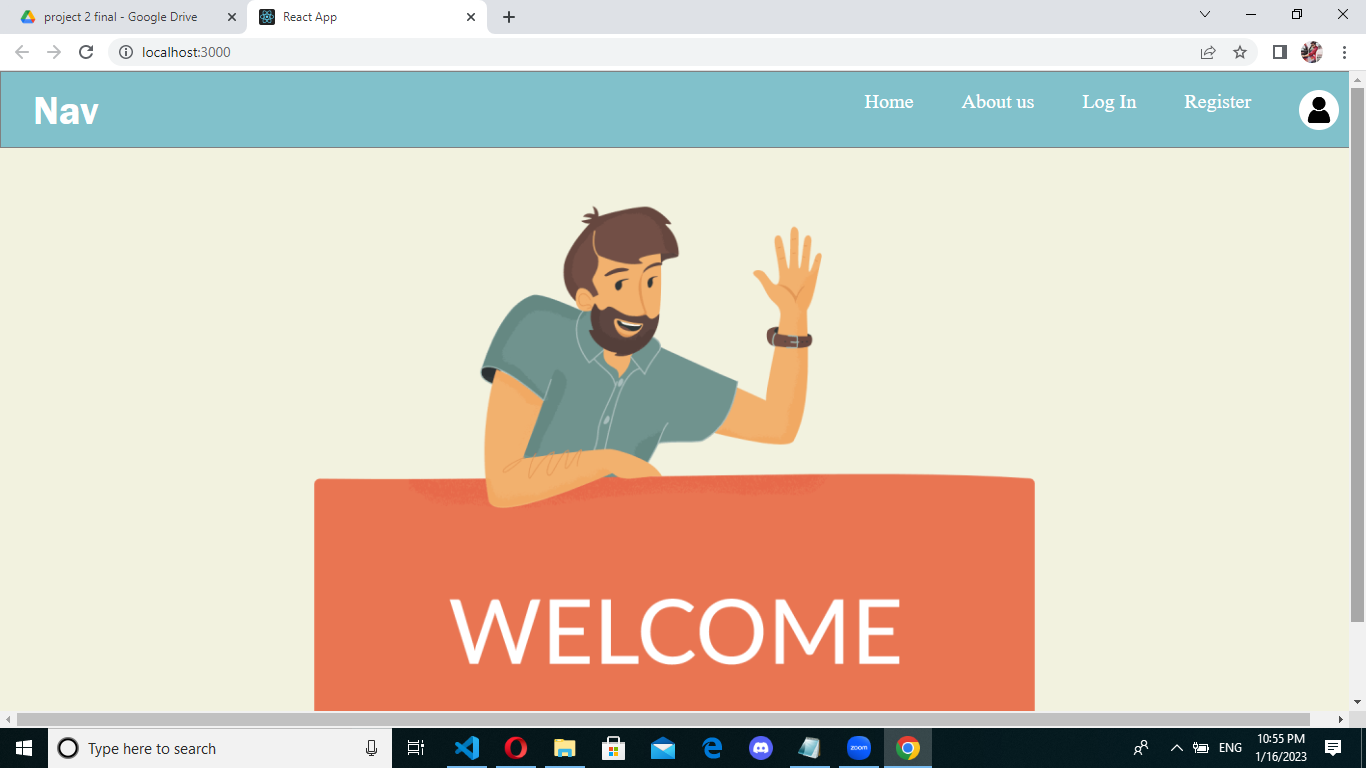 project 2 final - Google Drive
React App
localhost:3000
Nav
Home
About us
Log In
Register
WELCOME
Type here to search
zoom
ENG
10:55 PM
1/16/2023